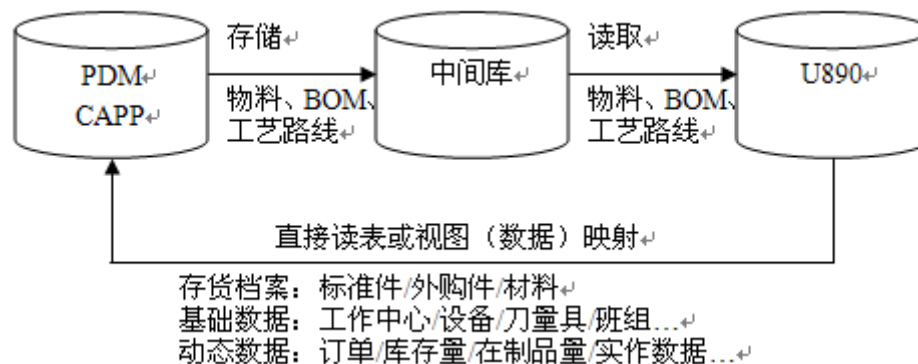 存储
读取
PDM
CAPP
中间库
U890
物料、BOM、
工艺路线
物料、BOM、
工艺路线
直接读表或视图（数据）映射
存货档案：标准件/外购件/材料
基础数据：工作中心/设备/刀量具/班组…
动态数据：订单/库存量/在制品量/实作数据…